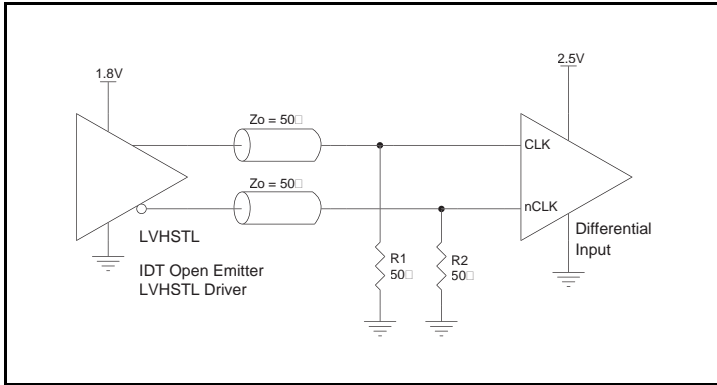 1.8V
2.5V
Zo = 50□
CLK
Zo = 50□
nCLK
LVHSTL
IDT Open Emitter
LVHSTL Driver
R1
50□
R2
50□
Differential
Input